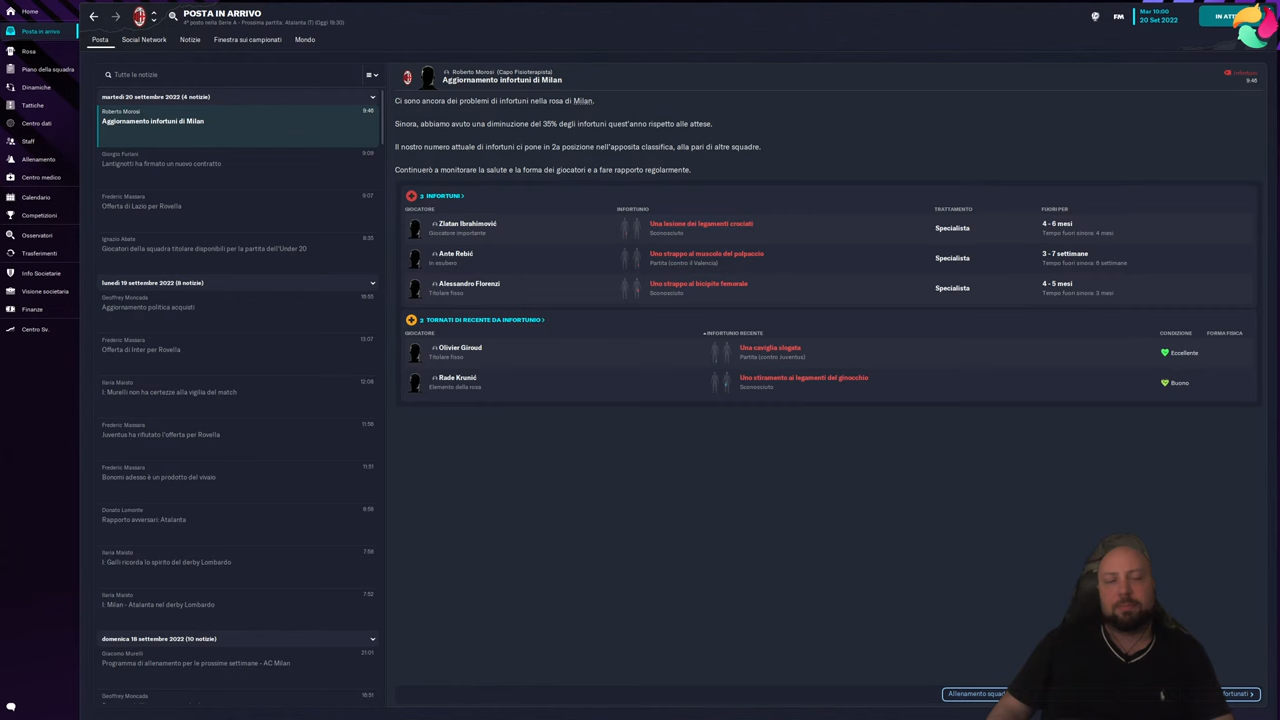 Home
Posta in arrivo
Rosa
Piano della squadra
Dinamiche
Tattiche
Centro dati
Staff
Allenamento
Centro medico
Calendario
Competizioni
Osservatori
Trasferimenti
Info Societarie
Visione societaria
Finanze
Centro Sv.
POSTA IN ARRIVO
4° posto nella Serie A - Prossima partita: Atalanta (T) (Oggi 19:30)
FM
Mar 10:00
20 Set 2022
Posta
Social Network
Notizie
Finestra sui campionati
Mondo
Tutte le notizie
martedì 20 settembre 2022 (4 notizie)
Roberto Morosi
9:46
Aggiornamento infortuni di Milan
Giorgio Furlani
9:09
Lantignotti ha firmato un nuovo contratto
Frederic Massara
9:07
Offerta di Lazio per Rovella
Ignazio Abate
8:35
Giocatori della squadra titolare disponibili per la partita dell'Under 20
lunedì 19 settembre 2022 (8 notizie)
Geoffrey Moncada
16:55
Aggiornamento politica acquisti
Frederic Massara
13:07
Offerta di Inter per Rovella
Ilaria Maisto
12:08
I: Murelli non ha certezze alla vigilia del match
Frederic Massara
11:56
Juventus ha rifiutato l'offerta per Rovella
Frederic Massara
11:51
Bonomi adesso è un prodotto del vivaio
Donato Lomonte
8:58
Rapporto avversari: Atalanta
Ilaria Maisto
7:56
I: Galli ricorda lo spirito del derby Lombardo
Ilaria Maisto
7:52
I: Milan - Atalanta nel derby Lombardo
domenica 18 settembre 2022 (10 notizie)
Giacomo Murelli
21:01
Programma di allenamento per le prossime settimane - AC Milan
Geoffrey Moncada
16:51
Roberto Morosi (Capo Fisioterapista)
Aggiornamento infortuni di Milan
Infortuni
9:46
Ci sono ancora dei problemi di infortuni nella rosa di Milan.
Sinora, abbiamo avuto una diminuzione del 35% degli infortuni quest'anno rispetto alle attese.
Il nostro numero attuale di infortuni ci pone in 2a posizione nell'apposita classifica, alla pari di altre squadre.
Continuerò a monitorare la salute e la forma dei giocatori e a fare rapporto regolarmente.
3 INFORTUNI
GIOCATORE INFORTUNIO TRATTAMENTO FUORI PER
Zlatan Ibrahimović Una lesione dei legamenti crociati Specialista 4 - 6 mesi
Giocatore importante Sconosciuto Tempo fuori sinora: 4 mesi
Ante Rebić Uno strappo al muscolo del polpaccio Specialista 3 - 7 settimane
In esubero Partita (contro il Valencia) Tempo fuori sinora: 6 settimane
Alessandro Florenzi Uno strappo al bicipite femorale Specialista 4 - 5 mesi
Titolare fisso Sconosciuto Tempo fuori sinora: 3 mesi
2 TORNATI DI RECENTE DA INFORTUNIO
GIOCATORE INFORTUNIO RECENTE CONDIZIONE FORMA FISICA
Olivier Giroud Una caviglia slogata Eccellente
Titolare fisso Partita (contro Juventus)
Rade Krunić Uno stiramento ai legamenti del ginocchio Buono
Elemento della rosa Sconosciuto
Allenamento squad